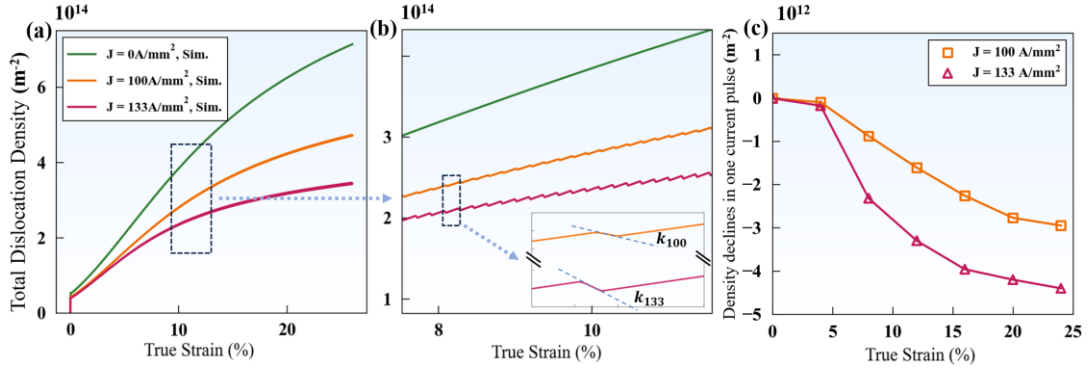 10¹⁴
(a)
Total Dislocation Density (m⁻²)
6
4
2
0
J = 0A/mm², Sim.
J = 100A/mm², Sim.
J = 133A/mm², Sim.
0 10 20
True Strain (%)
10¹⁴
(b)
3
2
1
k₁₀₀
k₁₃₃
8 10
True Strain (%)
10¹²
(c)
Density declines in one current pulse (m⁻²)
1
0
−1
−2
−3
−4
−5
J = 100 A/mm²
J = 133 A/mm²
0 5 10 15 20 25
True Strain (%)